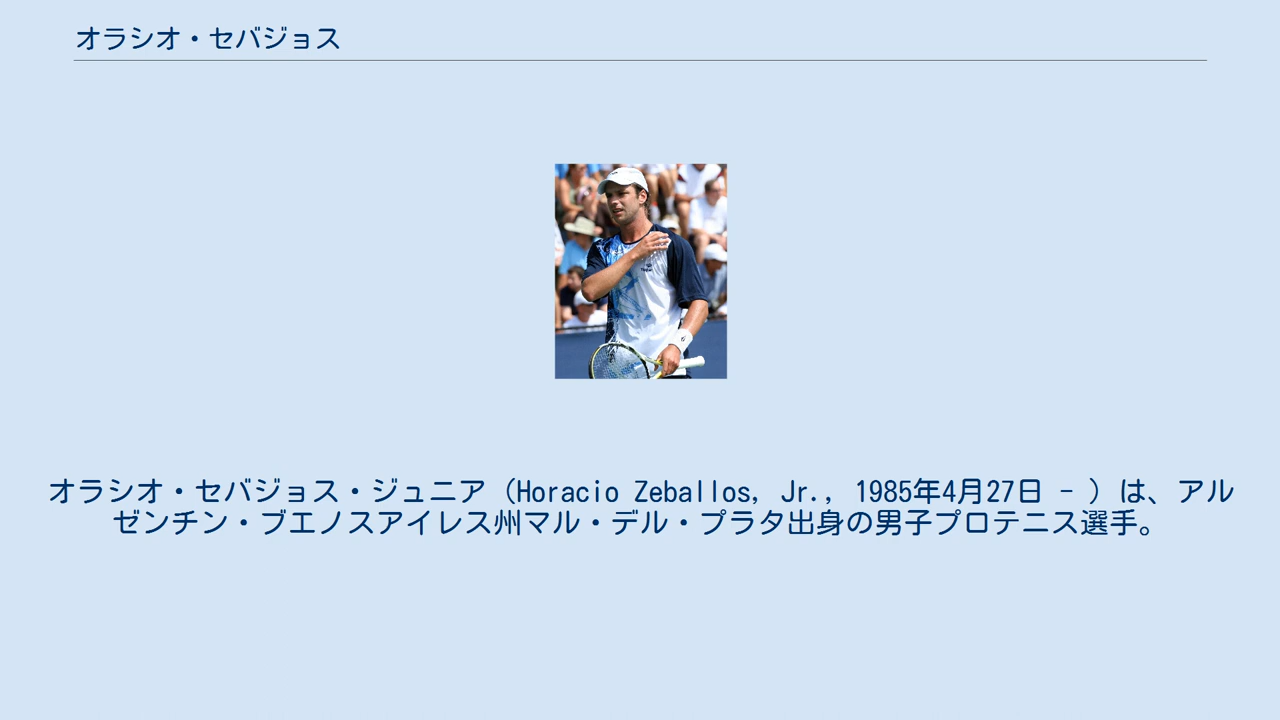 オラシオ・セバジョス
オラシオ・セバジョス・ジュニア（Horacio Zeballos, Jr., 1985年4月27日 - ）は、アル
ゼンチン・ブエノスアイレス州マル・デル・プラタ出身の男子プロテニス選手。